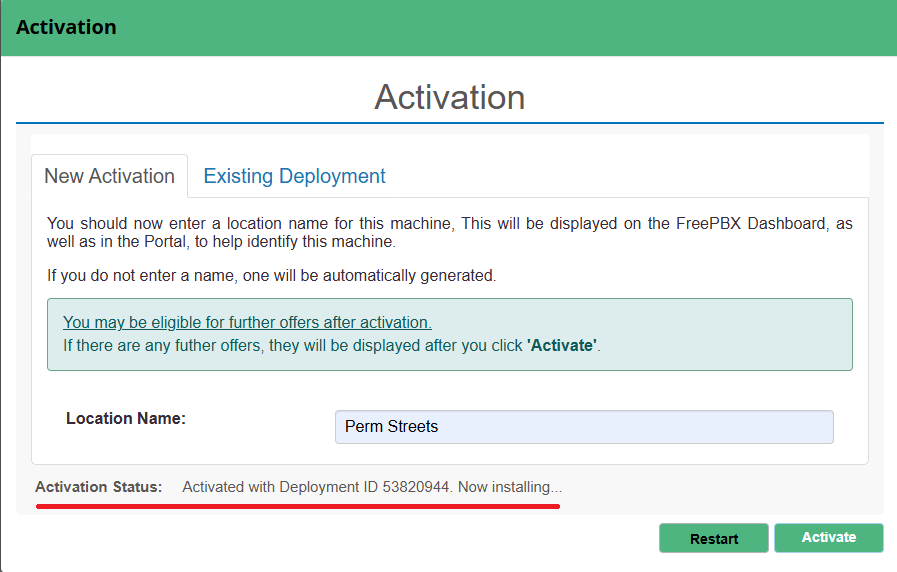 Activation
Activation
New Activation
Existing Deployment
You should now enter a location name for this machine, This will be displayed on the FreePBX Dashboard, as
well as in the Portal, to help identify this machine.
If you do not enter a name, one will be automatically generated.
You may be eligible for further offers after activation.
If there are any futher offers, they will be displayed after you click 'Activate'.
Location Name:
Perm Streets
Activation Status: Activated with Deployment ID 53820944. Now installing...
Restart
Activate